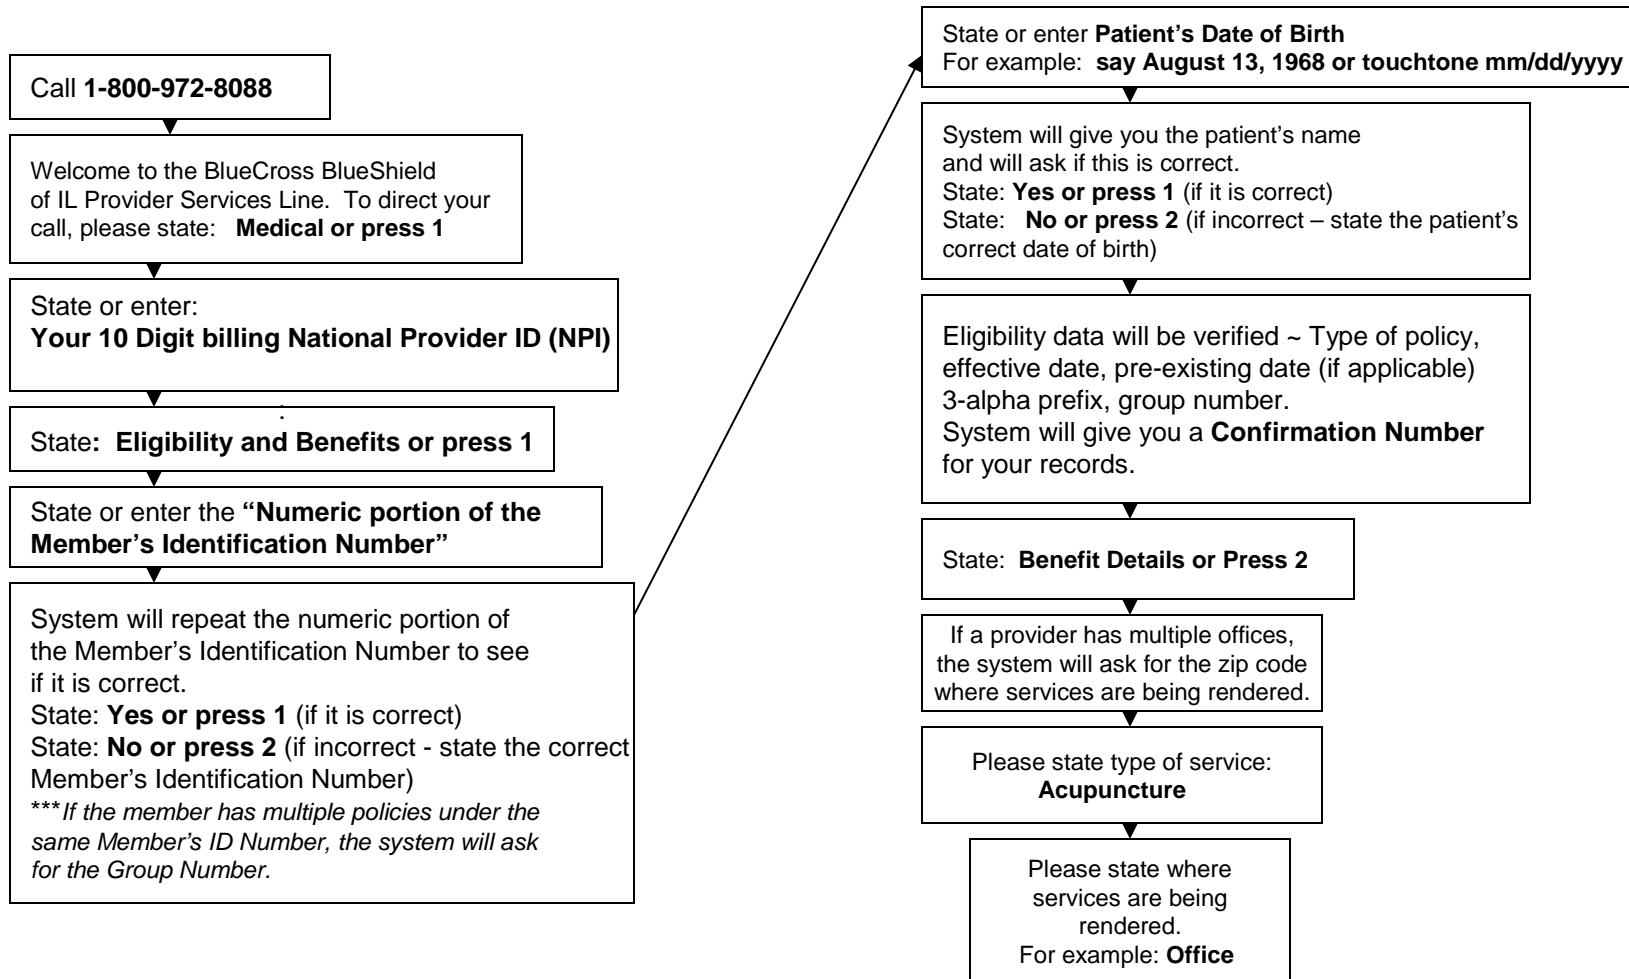 Call 1-800-972-8088
Welcome to the BlueCross BlueShield
of IL Provider Services Line.  To direct your
call, please state:   Medical or press 1
State or enter:
Your 10 Digit billing National Provider ID (NPI)
.
State:  Eligibility and Benefits or press 1
State or enter the “Numeric portion of the
Member’s Identification Number”
System will repeat the numeric portion of
the Member’s Identification Number to see
if it is correct.
State: Yes or press 1 (if it is correct)
State: No or press 2 (if incorrect - state the correct
Member’s Identification Number)
***If the member has multiple policies under the
same Member’s ID Number, the system will ask
for the Group Number.
State or enter Patient’s Date of Birth
For example:  say August 13, 1968 or touchtone mm/dd/yyyy
System will give you the patient’s name
and will ask if this is correct.
State: Yes or press 1 (if it is correct)
State:   No or press 2 (if incorrect – state the patient’s
correct date of birth)
Eligibility data will be verified ~ Type of policy,
effective date, pre-existing date (if applicable)
3-alpha prefix, group number.
System will give you a Confirmation Number
for your records.
State:  Benefit Details or Press 2
If a provider has multiple offices,
the system will ask for the zip code
where services are being rendered.
Please state type of service:
Acupuncture
Please state where
services are being
rendered.
For example: Office